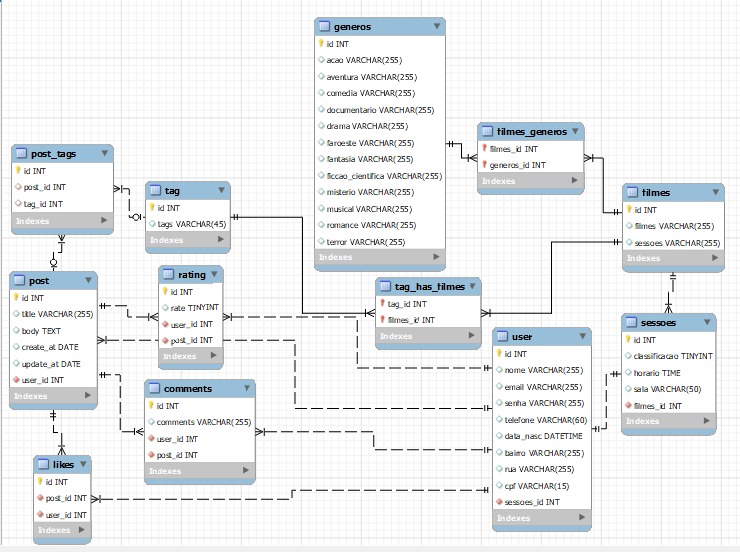 generos
id INT
acao VARCHAR(255)
aventura VARCHAR(255)
comedia VARCHAR(255)
documentario VARCHAR(255)
drama VARCHAR(255)
faroeste VARCHAR(255)
fantasia VARCHAR(255)
ficcao_cientifica VARCHAR(255)
misterio VARCHAR(255)
musical VARCHAR(255)
romance VARCHAR(255)
terror VARCHAR(255)
Indexes
filmes_generos
filmes_id INT
generos_id INT
Indexes
post_tags
id INT
post_id INT
tag_id INT
Indexes
tag
id INT
tags VARCHAR(45)
Indexes
filmes
id INT
filmes VARCHAR(255)
sessoes VARCHAR(255)
Indexes
post
id INT
title VARCHAR(255)
body TEXT
create_at DATE
update_at DATE
user_id INT
Indexes
rating
id INT
rate TINYINT
user_id INT
post_id INT
Indexes
tag_has_filmes
tag_id INT
filmes_id INT
Indexes
user
id INT
nome VARCHAR(255)
email VARCHAR(255)
senha VARCHAR(255)
telefone VARCHAR(60)
data_nasc DATETIME
bairro VARCHAR(255)
rua VARCHAR(255)
cpf VARCHAR(15)
sessoes_id INT
Indexes
sessoes
id INT
classificacao TINYINT
horario TIME
sala VARCHAR(50)
filmes_id INT
Indexes
comments
id INT
comments VARCHAR(255)
user_id INT
post_id INT
Indexes
likes
id INT
post_id INT
user_id INT
Indexes